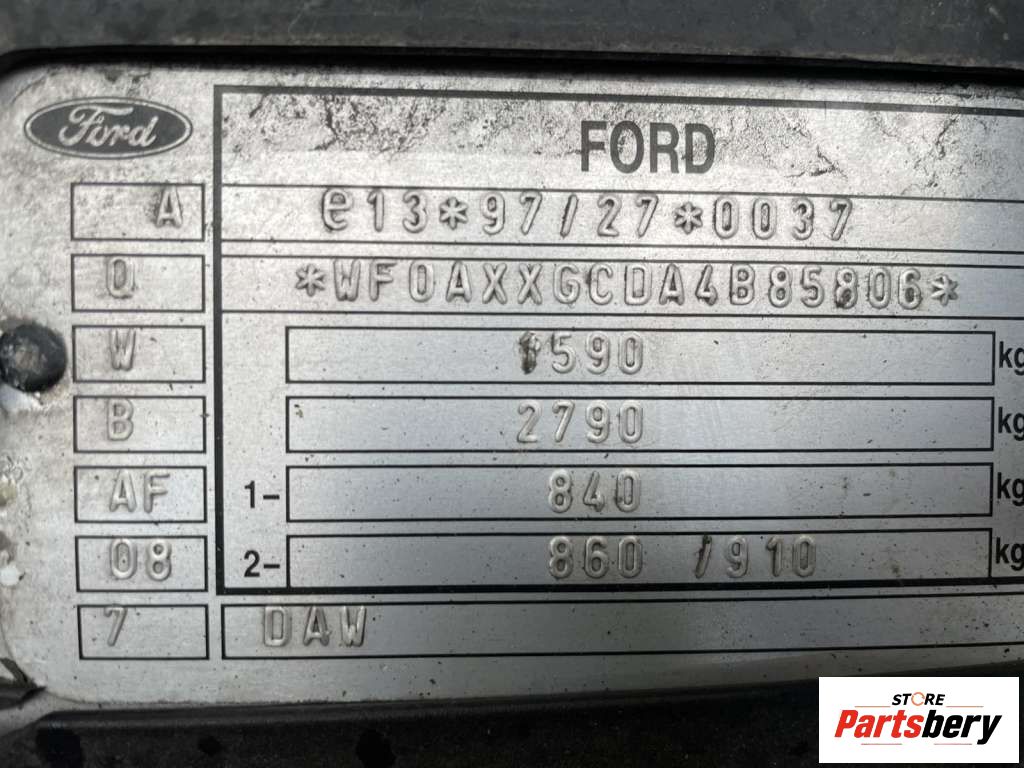 Ford
FORD
A e13*97/27*0037
Q *WF0AXXGCDA4B85806*
W 1590 kg
B 2790 kg
AF 1- 840 kg
08 2- 860 /910 kg
7 DAW
STORE
Partsbery